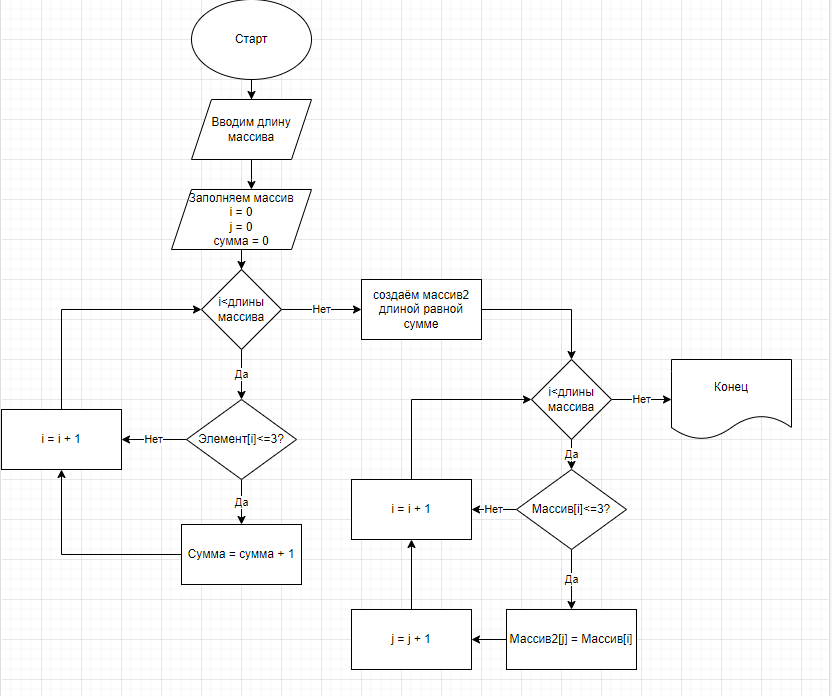 Старт
Вводим длину
массива
Заполняем массив
i = 0
j = 0
сумма = 0
i<длины
массива
Нет
создаём массив2
длиной равной
сумме
Да
i<длины
массива
Нет
Конец
i = i + 1
Нет
Элемент[i]<=3?
Да
Да
i = i + 1
Нет
Массив[i]<=3?
Сумма = сумма + 1
Да
j = j + 1
Массив2[j] = Массив[i]